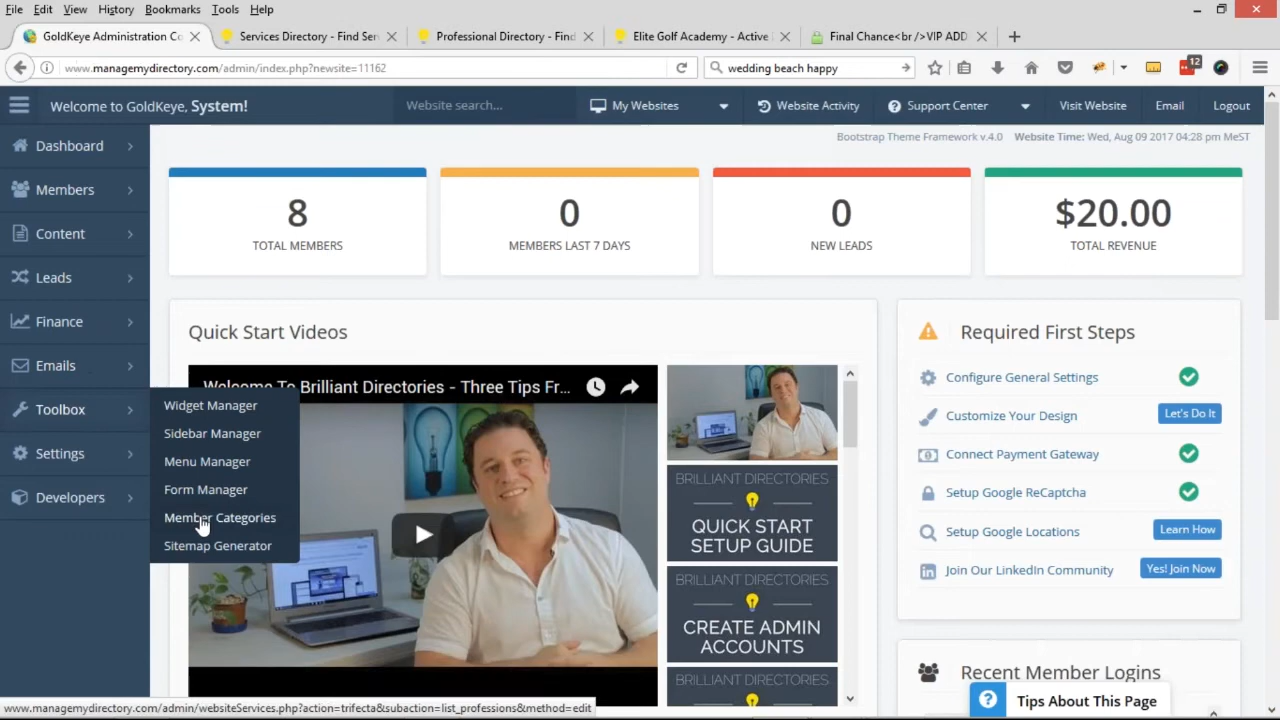 File Edit View History Bookmarks Tools Help
GoldKeye Administration Co
Services Directory - Find Ser
Professional Directory - Find
Elite Golf Academy - Active
Final Chance<br />VIP ADD
www.managemydirectory.com/admin/index.php?newsite=11162
wedding beach happy
12
Welcome to GoldKeye, System!
Website search...
My Websites
Website Activity
Support Center
Visit Website
Email
Logout
Bootstrap Theme Framework v.4.0 Website Time: Wed, Aug 09 2017 04:28 pm MeST
Dashboard
Members
Content
Leads
Finance
Emails
Toolbox
Settings
Developers
Widget Manager
Sidebar Manager
Menu Manager
Form Manager
Member Categories
Sitemap Generator
8
TOTAL MEMBERS
0
MEMBERS LAST 7 DAYS
0
NEW LEADS
$20.00
TOTAL REVENUE
Quick Start Videos
Welcome To Brilliant Directories - Three Tips Fr...
BRILLIANT DIRECTORIES
QUICK START
SETUP GUIDE
BRILLIANT DIRECTORIES
CREATE ADMIN
ACCOUNTS
BRILLIANT DIRECTORIES
Required First Steps
Configure General Settings
Customize Your Design
Let's Do It
Connect Payment Gateway
Setup Google ReCaptcha
Setup Google Locations
Learn How
Join Our LinkedIn Community
Yes! Join Now
Recent Member Logins
Tips About This Page
www.managemydirectory.com/admin/websiteServices.php?action=trifecta&subaction=list_professions&method=edit